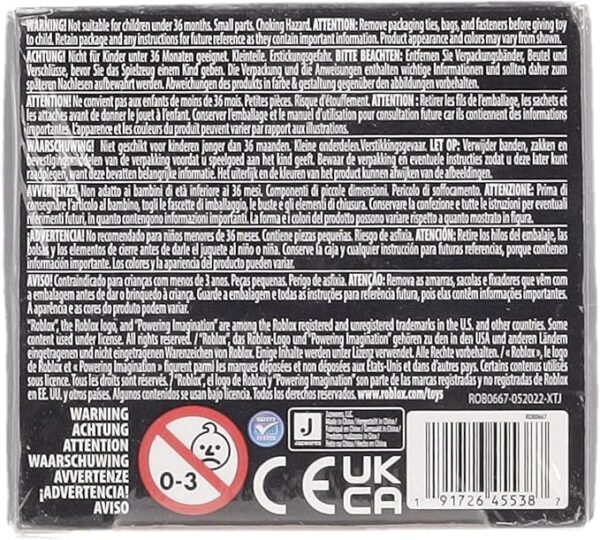 WARNING! Not suitable for children under 36 months. Small parts. Choking Hazard. ATTENTION: Remove packaging ties, bags, and fasteners before giving toy
to child. Retain package and any instructions for future reference as they contain important information. Product appearance and colors may vary from shown.
ACHTUNG! Nicht für Kinder unter 36 Monaten geeignet. Kleinteile. Erstickungsgefahr. BITTE BEACHTEN: Entfernen Sie Verpackungsbänder, Beutel und
Verschlüsse, bevor Sie das Spielzeug einem Kind geben. Die Verpackung und die Anweisungen enthalten wichtige Informationen und sollten daher zum
späteren Nachlesen aufbewahrt werden. Abweichungen des produkts in farbe & gestaltung gegenüber den abbildungen vorbehalten.
ATTENTION! Ne convient pas aux enfants de moins de 36 mois. Petites pièces. Risque d'étouffement. ATTENTION : Retirer les fils de l'emballage, les sachets et
les attaches avant de donner le jouet à l'enfant. Conserver l'emballage et le manuel d'utilisation pour consultation future car ils contiennent des informations
importantes. L'apparence et les couleurs du produit peuvent varier par rapport aux illustrations.
WAARSCHUWING! Niet geschikt voor kinderen jonger dan 36 maanden. Kleine onderdelen. Verstikkingsgevaar. LET OP: Verwijder banden, zakken en
bevestigingsmiddelen van de verpakking voordat u speelgoed aan het kind geeft. Bewaar de verpakking en eventuele instructies zodat u deze later kunt
raadplegen, want deze bevatten belangrijke informatie. Het uiterlijk en de kleuren van het product kunnen afwijken van de afbeeldingen.
AVVERTENZE! Non adatto ai bambini di età inferiore ai 36 mesi. Componenti di piccole dimensioni. Pericolo di soffocamento. ATTENZIONE: Prima di
consegnare l'articolo al bambino, togli le fascette di imballaggio, le buste e gli elementi di chiusura. Conservare la confezione e tutte le istruzioni per eventuali
riferimenti futuri, in quanto contengono informazioni importanti. La forma e i colori del prodotto possono variare rispetto a quanto mostrato in figura.
¡ADVERTENCIA! No recomendado para niños menores de 36 meses. Contiene piezas pequeñas. Riesgo de asfixia. ATENCIÓN: Retire los hilos del embalaje, las
bolsas y los elementos de cierre antes de darle el juguete al niño o niña. Conserve la caja y cualquier instrucción para futuras referencias, porque contienen
información importante. Los colores y la apariencia del producto pueden variar.
AVISO! Contraindicado para crianças com menos de 3 anos. Peças pequenas. Perigo de asfixia. ATENÇÃO: Remova as amarras, sacolas e fixadores que vêm com
a embalagem antes de dar o brinquedo à criança. Guarde a embalagem e todas as instruções para referência futura, pois elas contêm informações importantes.
A aparência e as cores do produto podem variar.
"Roblox", the Roblox logo, and "Powering Imagination" are among the Roblox registered and unregistered trademarks in the U.S. and other countries. Some
content used under license. All rights reserved. / "Roblox", das Roblox-Logo und "Powering Imagination" gehören zu den in den USA und anderen Ländern
eingetragenen und nicht eingetragenen Warenzeichen von Roblox. Einige Inhalte werden unter Lizenz verwendet. Alle Rechte vorbehalten. / « Roblox », le logo
de Roblox et « Powering Imagination » figurent parmi les marques déposées et non déposées aux États-Unis et dans d'autres pays. Certains contenus utilisés
sous licence. Tous les droits sont réservés. / "Roblox", el logo de Roblox y "Powering Imagination" son parte de las marcas registradas y no registradas de Roblox
en EE. UU. y otros países. Algunos contenidos se usan bajo licencia. Todos los derechos reservados. www.roblox.com/toys
ROB0667-052022-XTJ
WARNING
ACHTUNG
ATTENTION
WAARSCHUWING
AVVERTENZE
¡ADVERTENCIA!
AVISO
0-3
SAFETY
J
CE
UK
CA
ROB0667
1 91726 45538 7